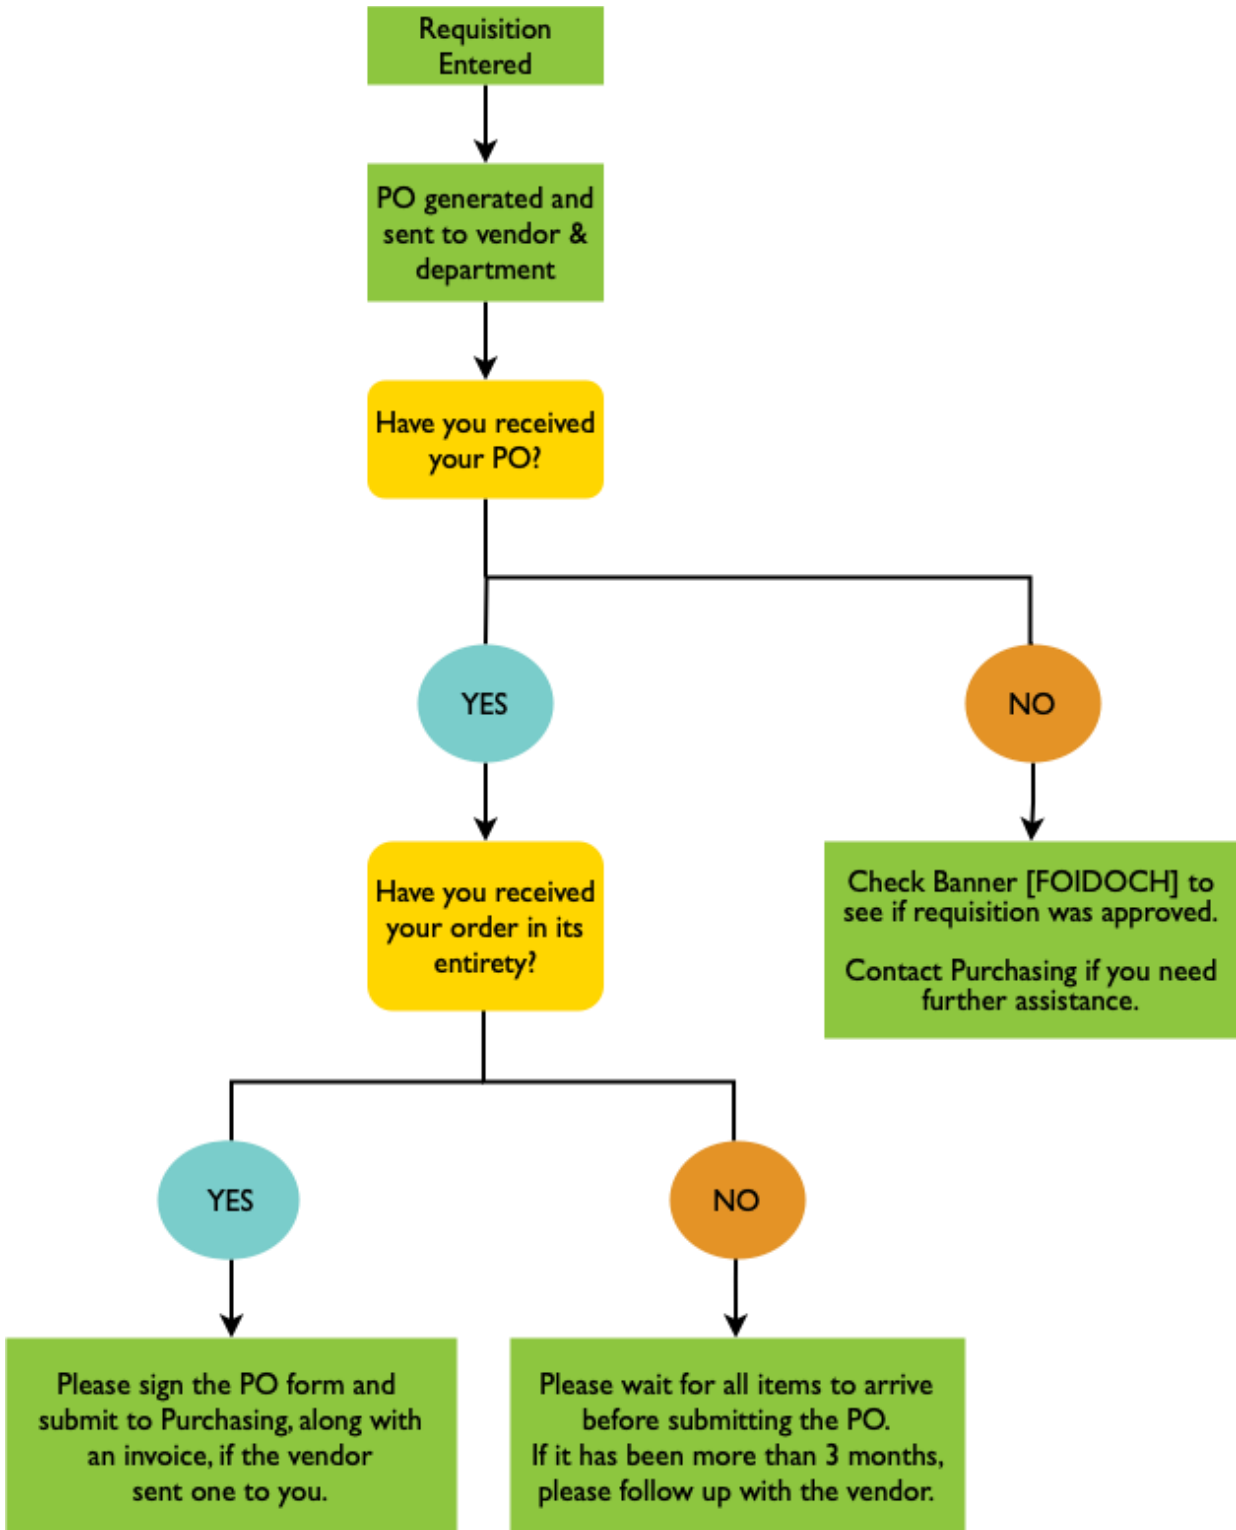 Requisition
Entered
PO generated and
sent to vendor &
department
Have you received
your PO?
YES
NO
Have you received
your order in its
entirety?
Check Banner [FOIDOCH] to
see if requisition was approved.
Contact Purchasing if you need
further assistance.
YES
NO
Please sign the PO form and
submit to Purchasing, along with
an invoice, if the vendor
sent one to you.
Please wait for all items to arrive
before submitting the PO.
If it has been more than 3 months,
please follow up with the vendor.